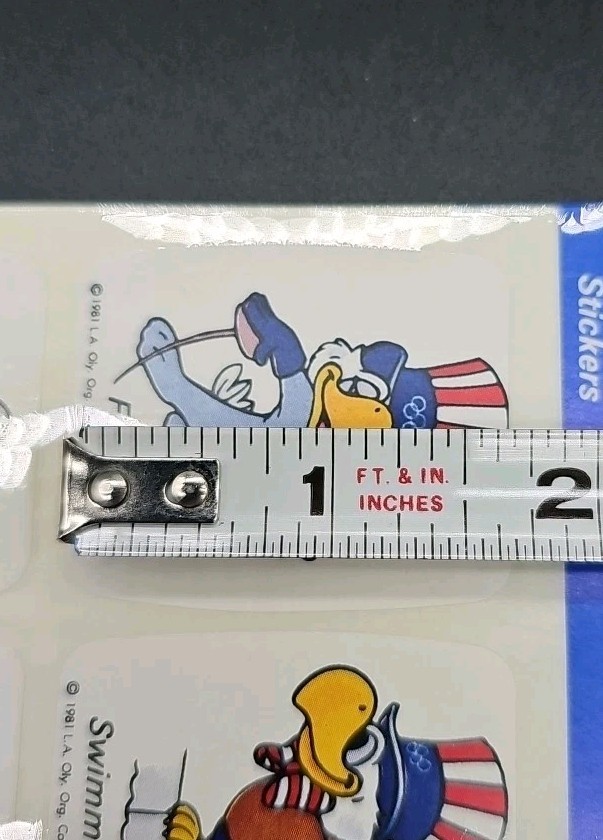 Stickers
© 1981 L.A. Oly. Org.
F
1 FT. & IN. 2
INCHES
© 1981 L.A. Oly. Org. Co
Swimm